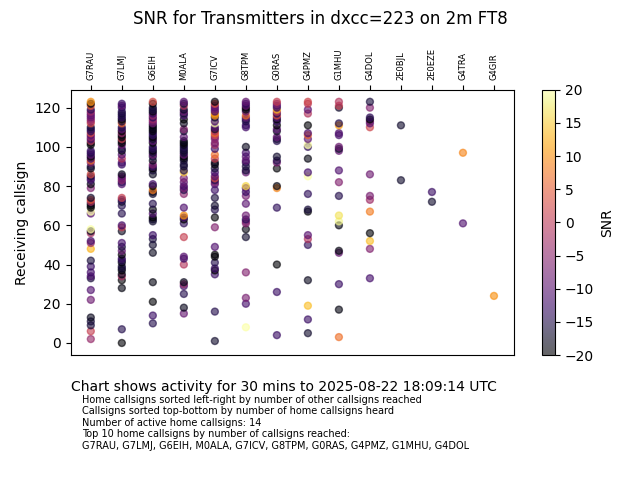 SNR for Transmitters in dxcc=223 on 2m FT8
G7RAU G7LMJ G6EIH M0ALA G7ICV G8TPM G0RAS G4PMZ G1MHU G4DOL 2E0BJL 2E0EZE G4TRA G4GIR
Receiving callsign
120
100
80
60
40
20
0
20
15
10
5
0
−5
−10
−15
−20
SNR
Chart shows activity for 30 mins to 2025-08-22 18:09:14 UTC
Home callsigns sorted left-right by number of other callsigns reached
Callsigns sorted top-bottom by number of home callsigns heard
Number of active home callsigns: 14
Top 10 home callsigns by number of callsigns reached:
G7RAU, G7LMJ, G6EIH, M0ALA, G7ICV, G8TPM, G0RAS, G4PMZ, G1MHU, G4DOL